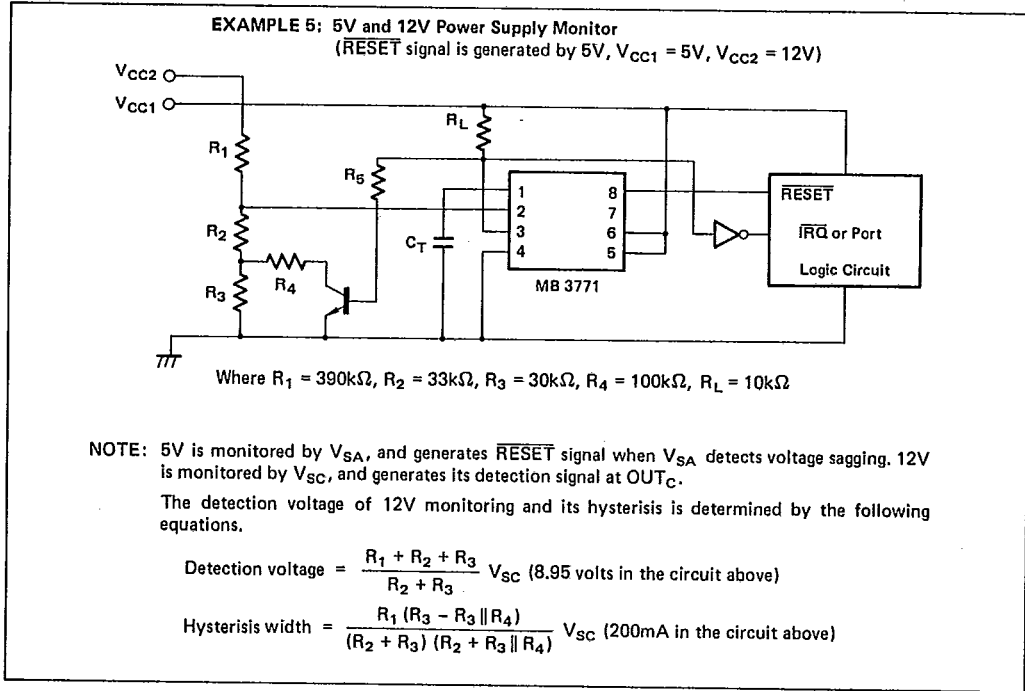 EXAMPLE 5: 5V and 12V Power Supply Monitor
(RESET signal is generated by 5V, VCC1 = 5V, VCC2 = 12V)
VCC2
VCC1
RL
R1
R5
1 8
2 7
3 6
4 5
RESET
IRQ or Port
Logic Circuit
R2
CT
R4
R3
MB 3771
Where R1 = 390kΩ, R2 = 33kΩ, R3 = 30kΩ, R4 = 100kΩ, RL = 10kΩ
NOTE: 5V is monitored by VSA, and generates RESET signal when VSA detects voltage sagging. 12V
is monitored by VSC, and generates its detection signal at OUTC.
The detection voltage of 12V monitoring and its hysterisis is determined by the following
equations.
Detection voltage = R1 + R2 + R3 / R2 + R3 VSC (8.95 volts in the circuit above)
Hysterisis width = R1 (R3 – R3 || R4) / (R2 + R3) (R2 + R3 || R4) VSC (200mA in the circuit above)